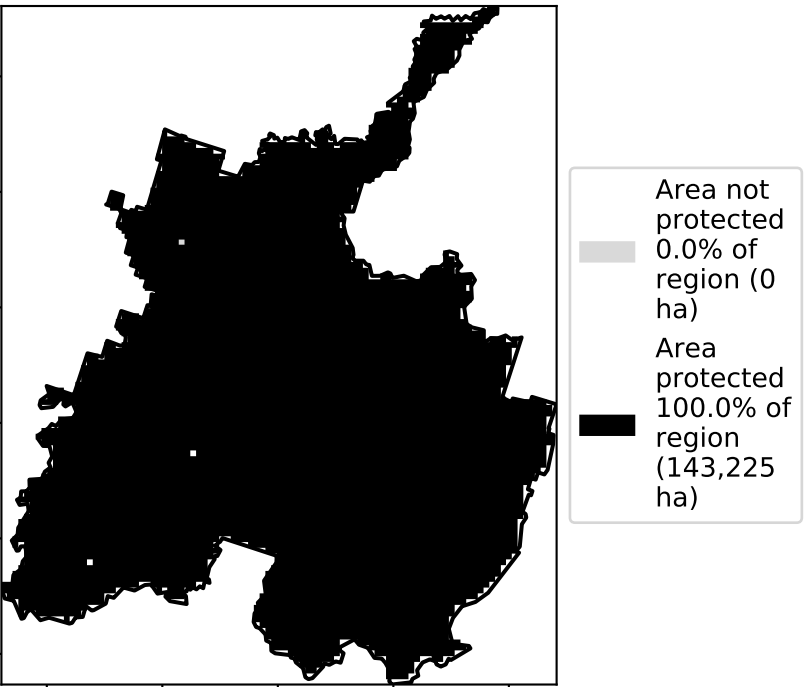 Area not
protected
0.0% of
region (0
ha)
Area
protected
100.0% of
region
(143,225
ha)